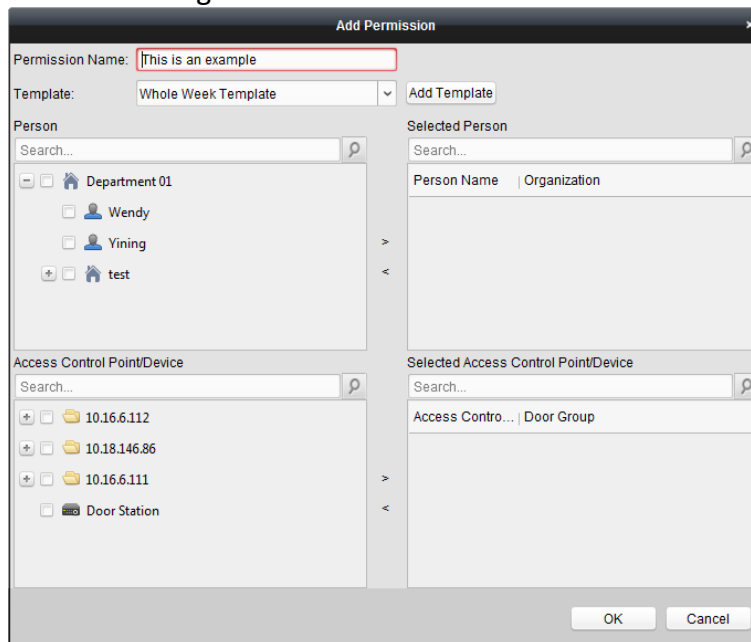 Add Permission
Permission Name: This is an example
Template: Whole Week Template Add Template
Person
Search...
Department 01
Wendy
Yining
test
>
<
Selected Person
Search...
Person Name Organization
Access Control Point/Device
Search...
10.16.6.112
10.18.146.86
10.16.6.111
Door Station
>
<
Selected Access Control Point/Device
Search...
Access Contro... Door Group
OK Cancel